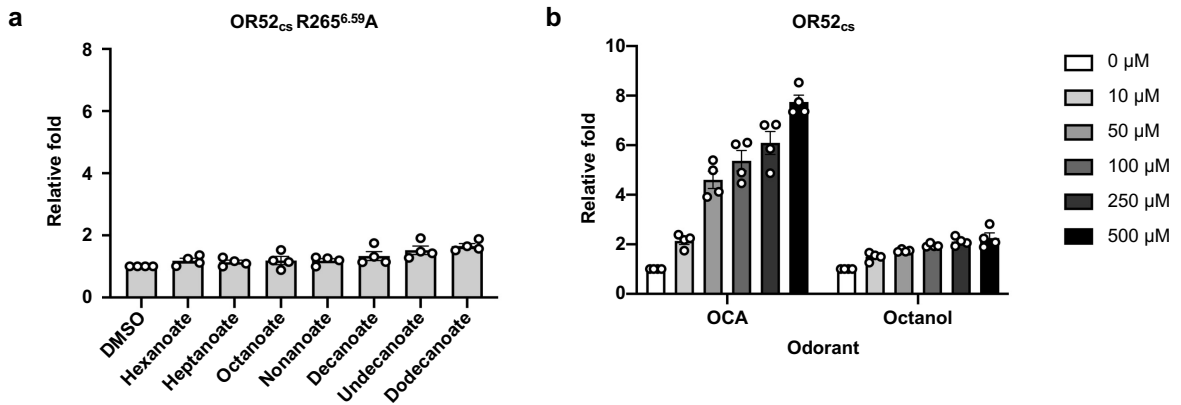 a
OR52cs R265^6.59A
Relative fold
8
6
4
2
0
DMSO
Hexanoate
Heptanoate
Octanoate
Nonanoate
Decanoate
Undecanoate
Dodecanoate
b
OR52cs
Relative fold
10
8
6
4
2
0
OCA
Octanol
Odorant
0 µM
10 µM
50 µM
100 µM
250 µM
500 µM